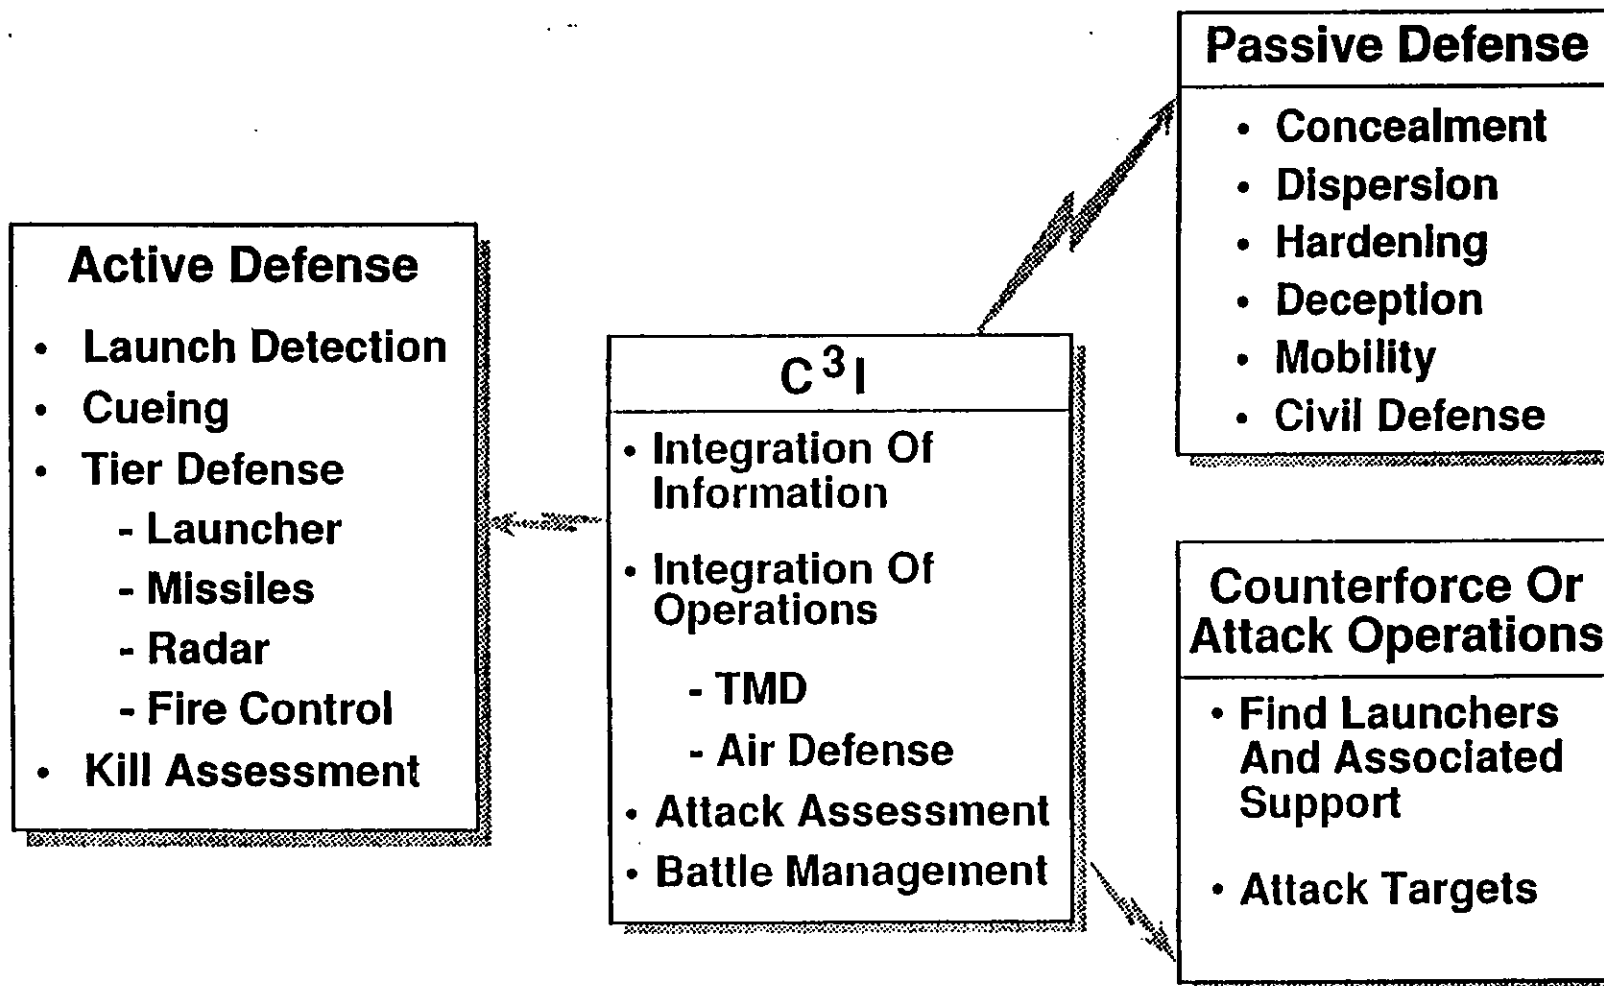 Active Defense
• Launch Detection
• Cueing
• Tier Defense
- Launcher
- Missiles
- Radar
- Fire Control
• Kill Assessment
C³I
• Integration Of
Information
• Integration Of
Operations
- TMD
- Air Defense
• Attack Assessment
• Battle Management
Passive Defense
• Concealment
• Dispersion
• Hardening
• Deception
• Mobility
• Civil Defense
Counterforce Or
Attack Operations
• Find Launchers
And Associated
Support
• Attack Targets